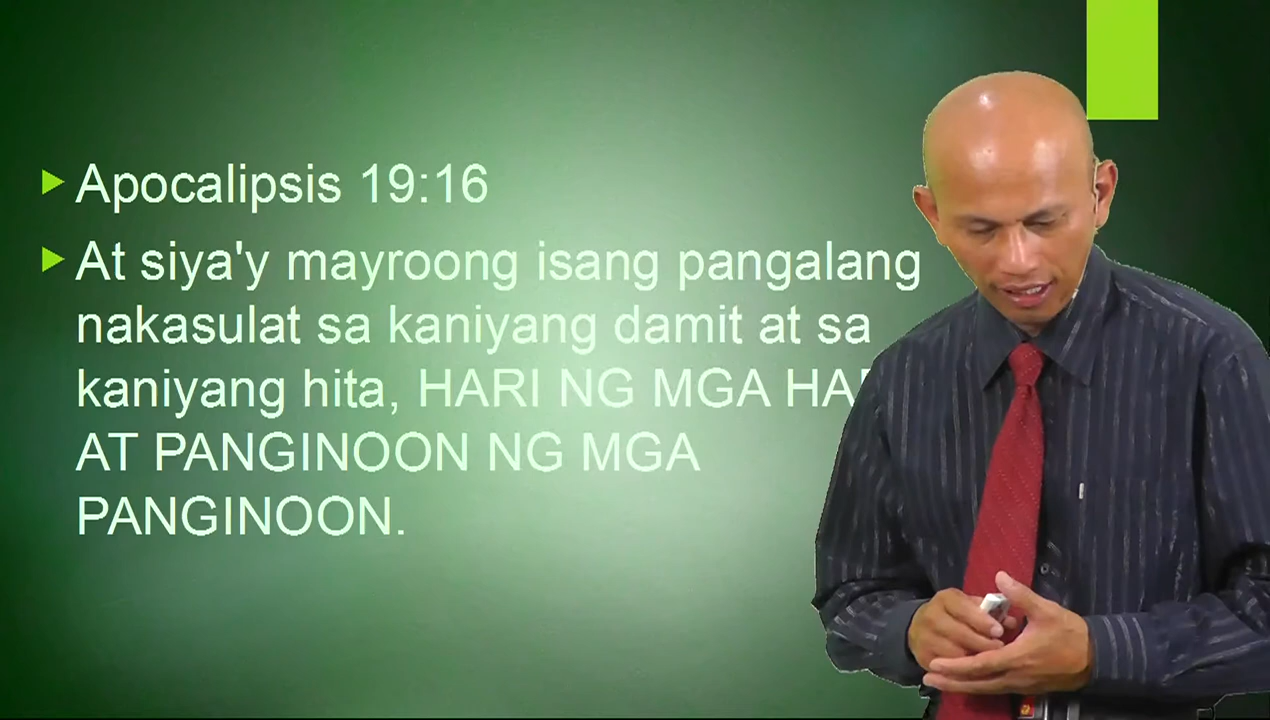 Apocalipsis 19:16
At siya'y mayroong isang pangalang
nakasulat sa kaniyang damit at sa
kaniyang hita, HARI NG MGA
AT PANGINOON NG MGA
PANGINOON.